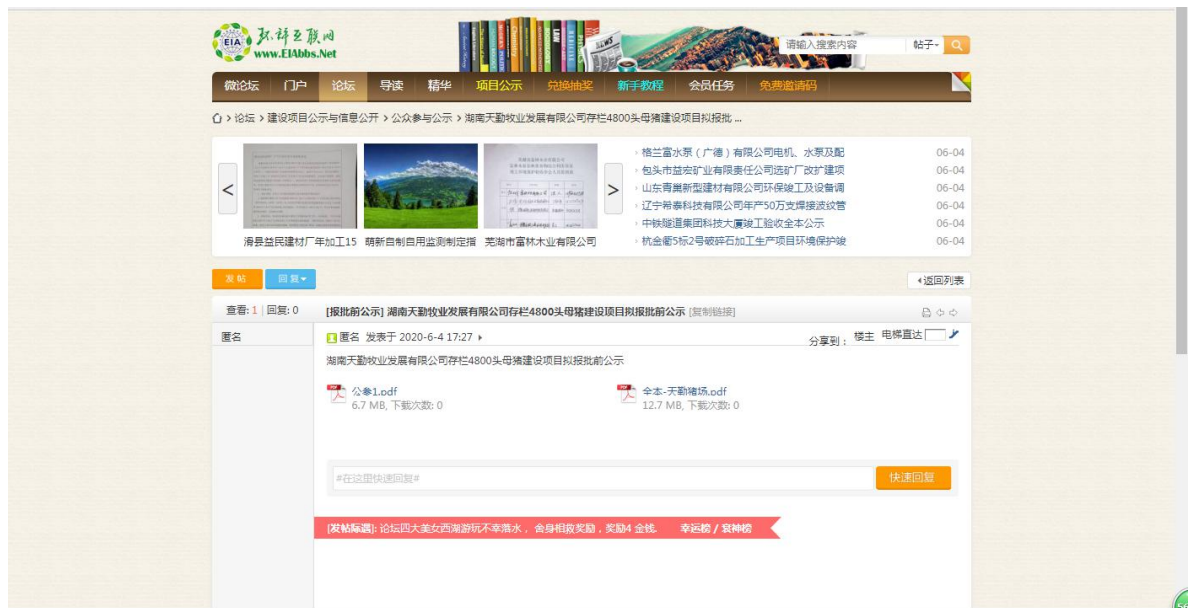 EIA 环评互联网
www.EIAbbs.Net
请输入搜索内容 帖子
微论坛 门户 论坛 导读 精华 项目公示 兑换抽奖 新手教程 会员任务 免费邀请码
› 论坛 › 建设项目公示与信息公开 › 公众参与公示 › 湖南天勤牧业发展有限公司存栏4800头母猪建设项目拟报批 ...
格兰富水泵(广德)有限公司电机、水泵及配 06-04
包头市益宏矿业有限责任公司选矿厂改扩建项 06-04
山东青巢新型建材有限公司环保竣工及设备调 06-04
辽宁希泰科技有限公司年产50万支焊接波纹管 06-04
中铁隧道集团科技大厦竣工验收全本公示 06-04
杭金衢5标2号破碎石加工生产项目环境保护竣 06-04
<
>
滑县益民建材厂年加工15 萌新自制自用监测制定指 芜湖市富林木业有限公司
发帖 回复
返回列表
查看: 1 | 回复: 0 [报批前公示] 湖南天勤牧业发展有限公司存栏4800头母猪建设项目拟报批前公示 [复制链接]
匿名 匿名 发表于 2020-6-4 17:27 分享到: 楼主 电梯直达
湖南天勤牧业发展有限公司存栏4800头母猪建设项目拟报批前公示
公参1.pdf 全本-天勤猪场.pdf
6.7 MB, 下载次数: 0 12.7 MB, 下载次数: 0
#在这里快速回复# 快速回复
[发帖际遇]: 论坛四大美女西湖游玩不幸落水,舍身相救奖励,奖励4 金钱. 幸运榜 / 衰神榜